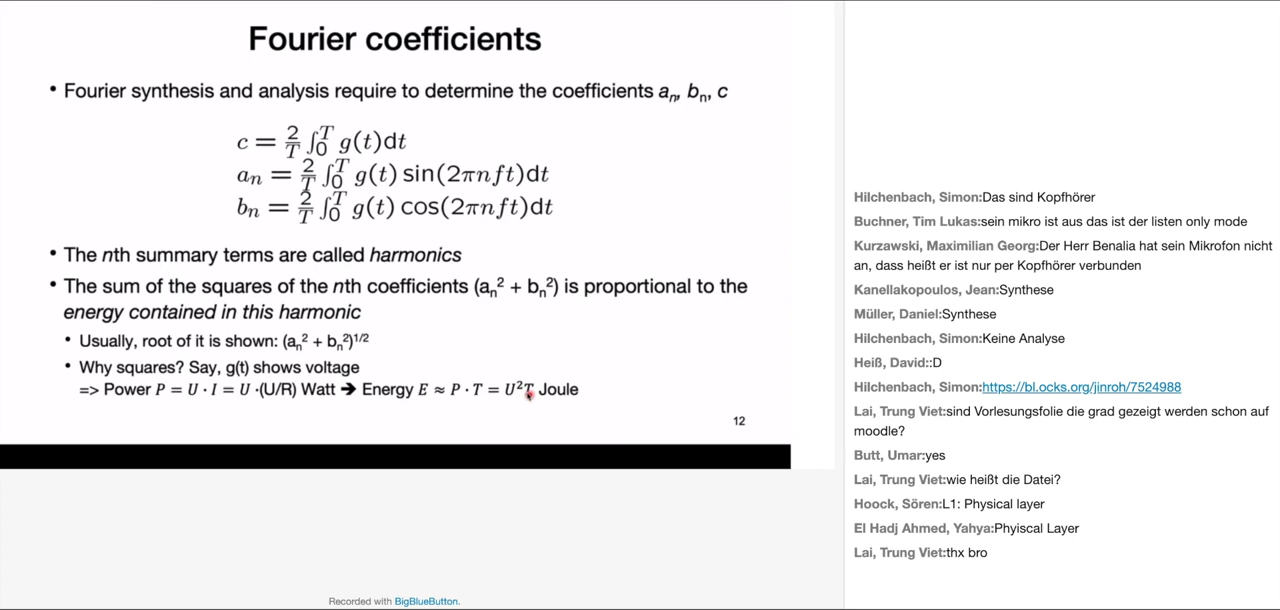 Fourier coefficients
• Fourier synthesis and analysis require to determine the coefficients aₙ, bₙ, c
c = 2/T ∫₀ᵀ g(t)dt
aₙ = 2/T ∫₀ᵀ g(t) sin(2πnft)dt
bₙ = 2/T ∫₀ᵀ g(t) cos(2πnft)dt
• The nth summary terms are called harmonics
• The sum of the squares of the nth coefficients (aₙ² + bₙ²) is proportional to the
energy contained in this harmonic
• Usually, root of it is shown: (aₙ² + bₙ²)¹/²
• Why squares? Say, g(t) shows voltage
=> Power P = U · I = U ·(U/R) Watt ➔ Energy E ≈ P · T = U²T Joule
12
Recorded with BigBlueButton.
Hilchenbach, Simon:Das sind Kopfhörer
Buchner, Tim Lukas:sein mikro ist aus das ist der listen only mode
Kurzawski, Maximilian Georg:Der Herr Benalia hat sein Mikrofon nicht
an, dass heißt er ist nur per Kopfhörer verbunden
Kanellakopoulos, Jean:Synthese
Müller, Daniel:Synthese
Hilchenbach, Simon:Keine Analyse
Heiß, David::D
Hilchenbach, Simon:https://bl.ocks.org/jinroh/7524988
Lai, Trung Viet:sind Vorlesungsfolie die grad gezeigt werden schon auf
moodle?
Butt, Umar:yes
Lai, Trung Viet:wie heißt die Datei?
Hoock, Sören:L1: Physical layer
El Hadj Ahmed, Yahya:Phyiscal Layer
Lai, Trung Viet:thx bro